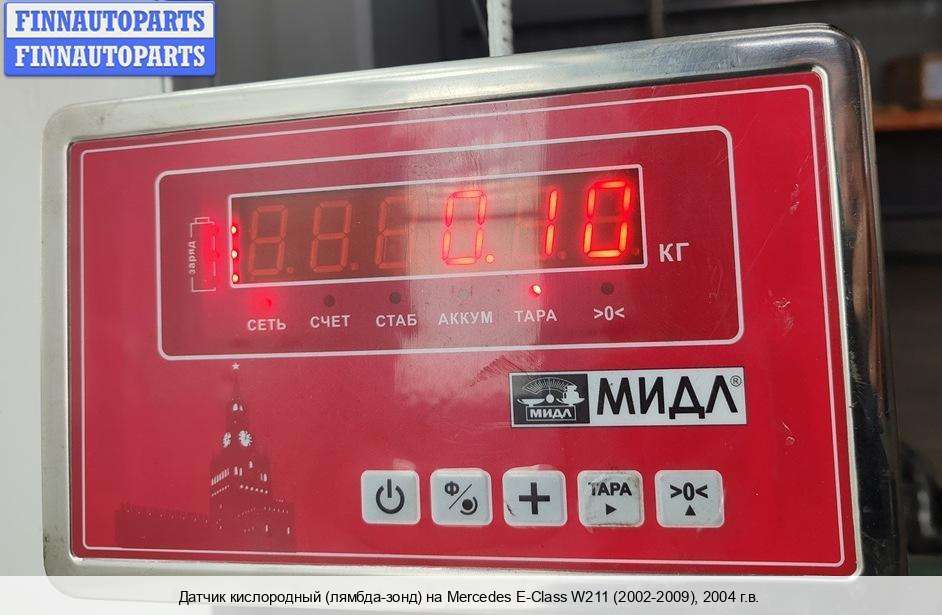 FINNAUTOPARTS
FINNAUTOPARTS
заряд
0.10
КГ
СЕТЬ СЧЕТ СТАБ АККУМ ТАРА >0<
МИДЛ МИДЛ®
Ф ТАРА >0<
Датчик кислородный (лямбда-зонд) на Mercedes E-Class W211 (2002-2009), 2004 г.в.